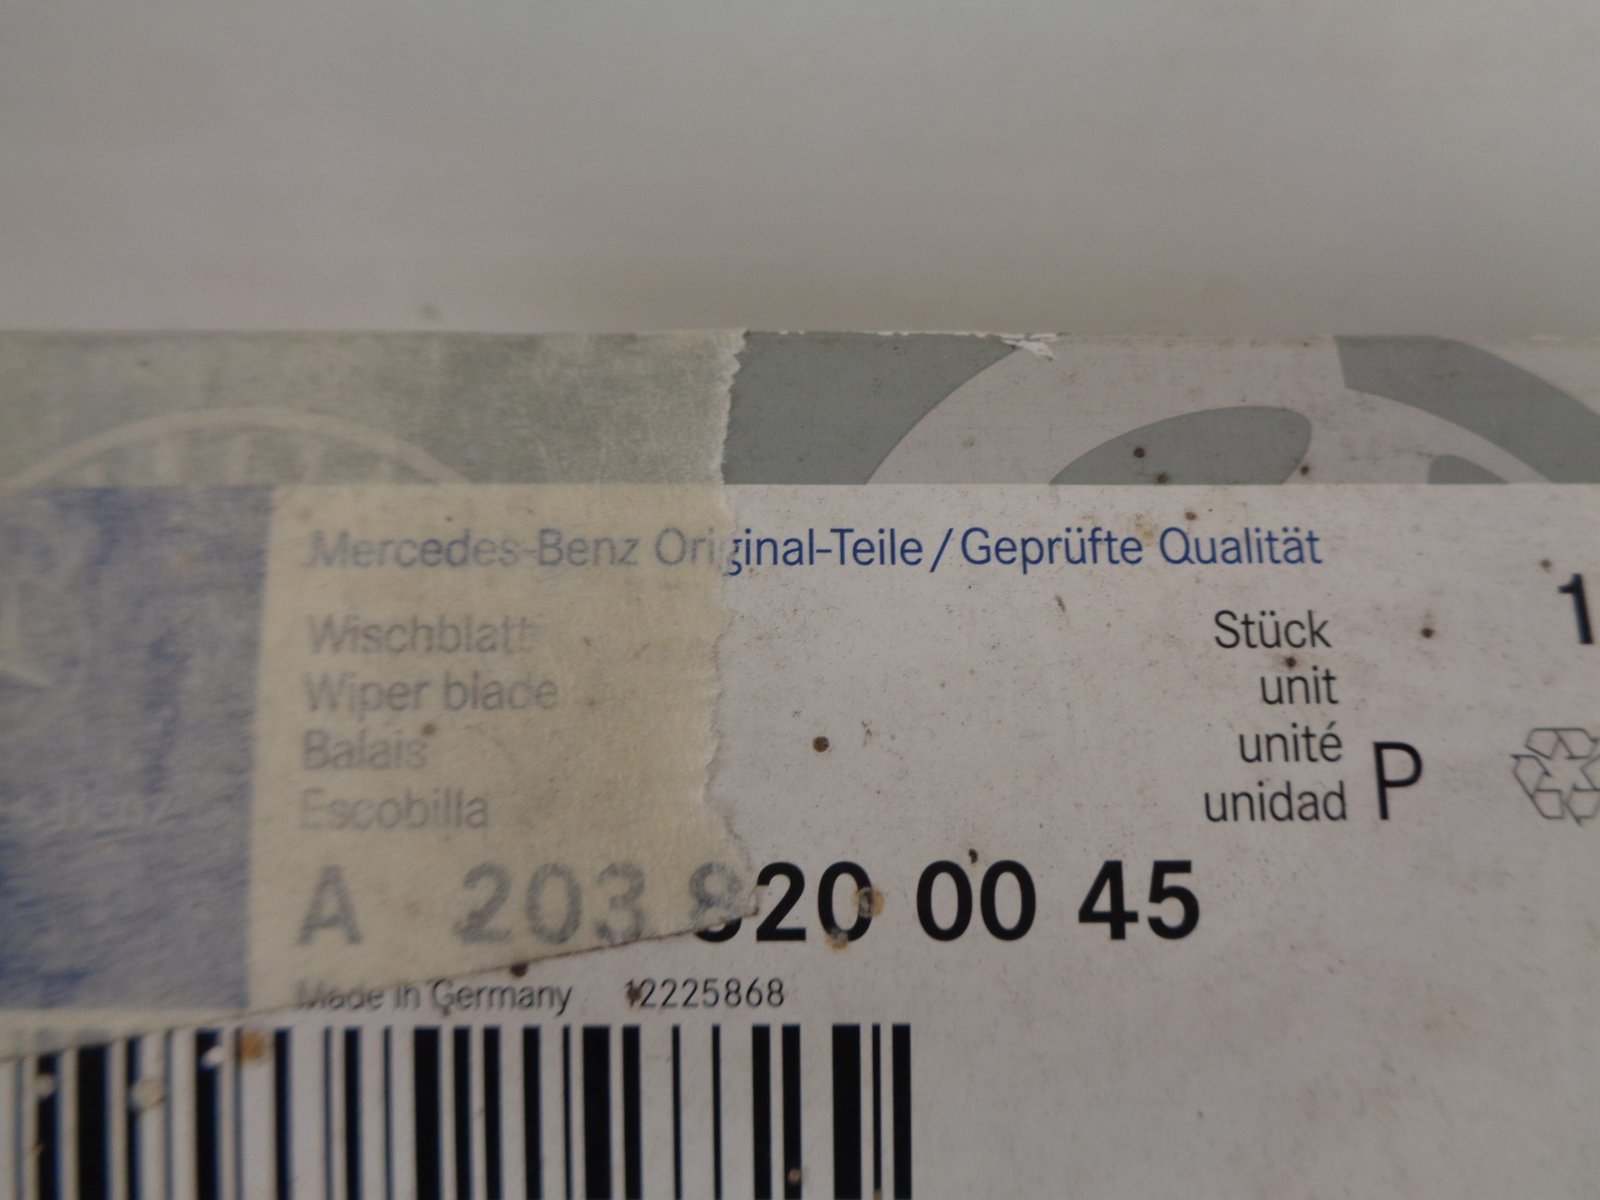 Mercedes-Benz Original-Teile / Geprüfte Qualität
Wischblatt
Wiper blade
Balais
Escobilla
Stück
unit
unité
unidad
P
1
s-Benz
A 203 820 00 45
Made in Germany 12225868